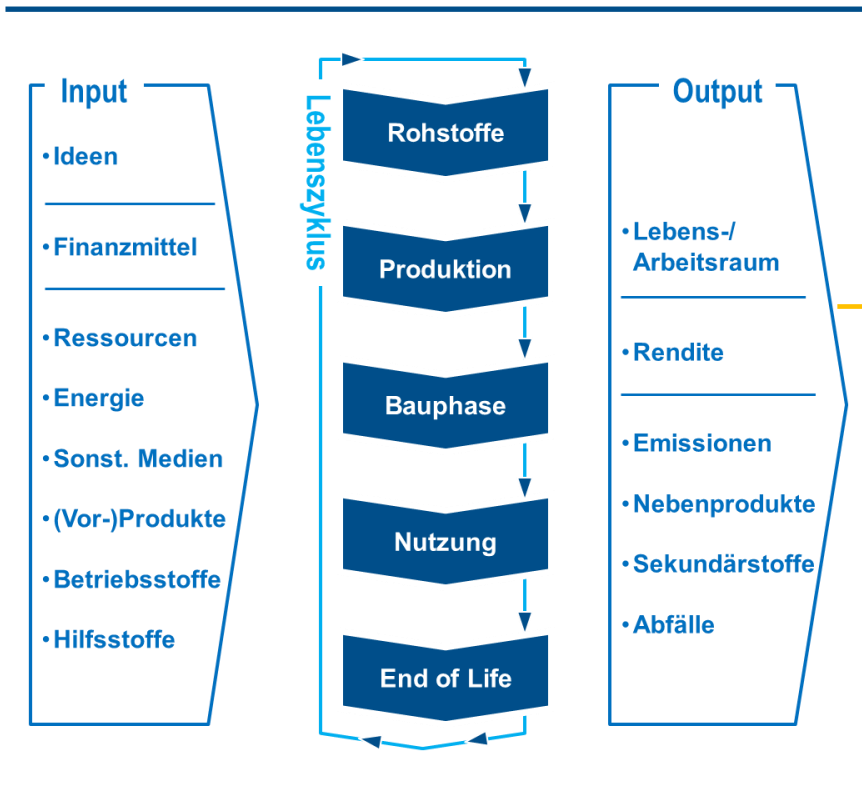 Input
•Ideen
•Finanzmittel
•Ressourcen
•Energie
•Sonst. Medien
•(Vor-)Produkte
•Betriebsstoffe
•Hilfsstoffe
Lebenszyklus
Rohstoffe
Produktion
Bauphase
Nutzung
End of Life
Output
•Lebens-/
Arbeitsraum
•Rendite
•Emissionen
•Nebenprodukte
•Sekundärstoffe
•Abfälle